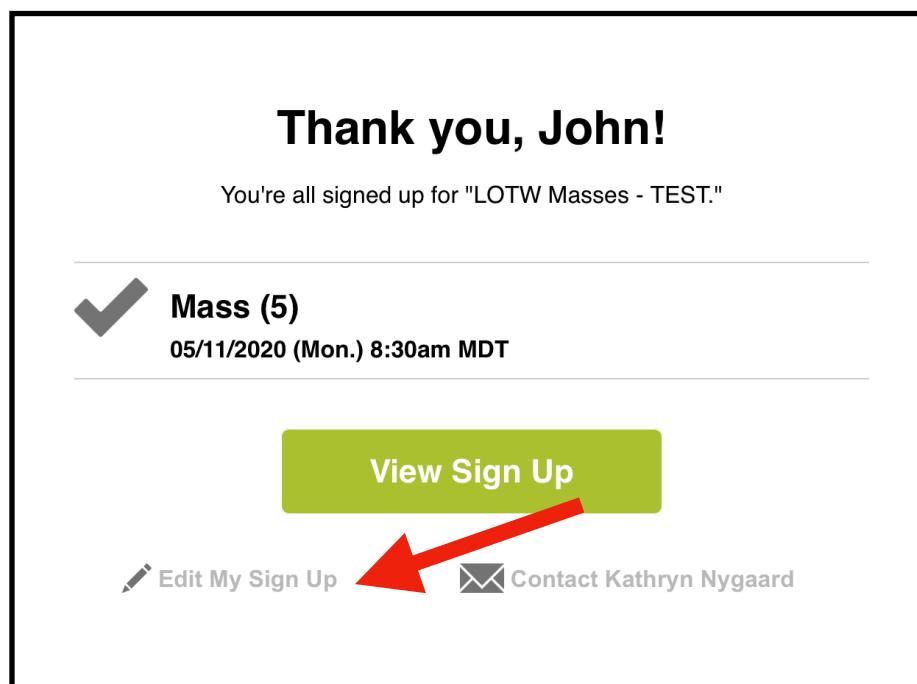 Thank you, John!
You're all signed up for "LOTW Masses - TEST."
Mass (5)
05/11/2020 (Mon.) 8:30am MDT
View Sign Up
Edit My Sign Up
Contact Kathryn Nygaard